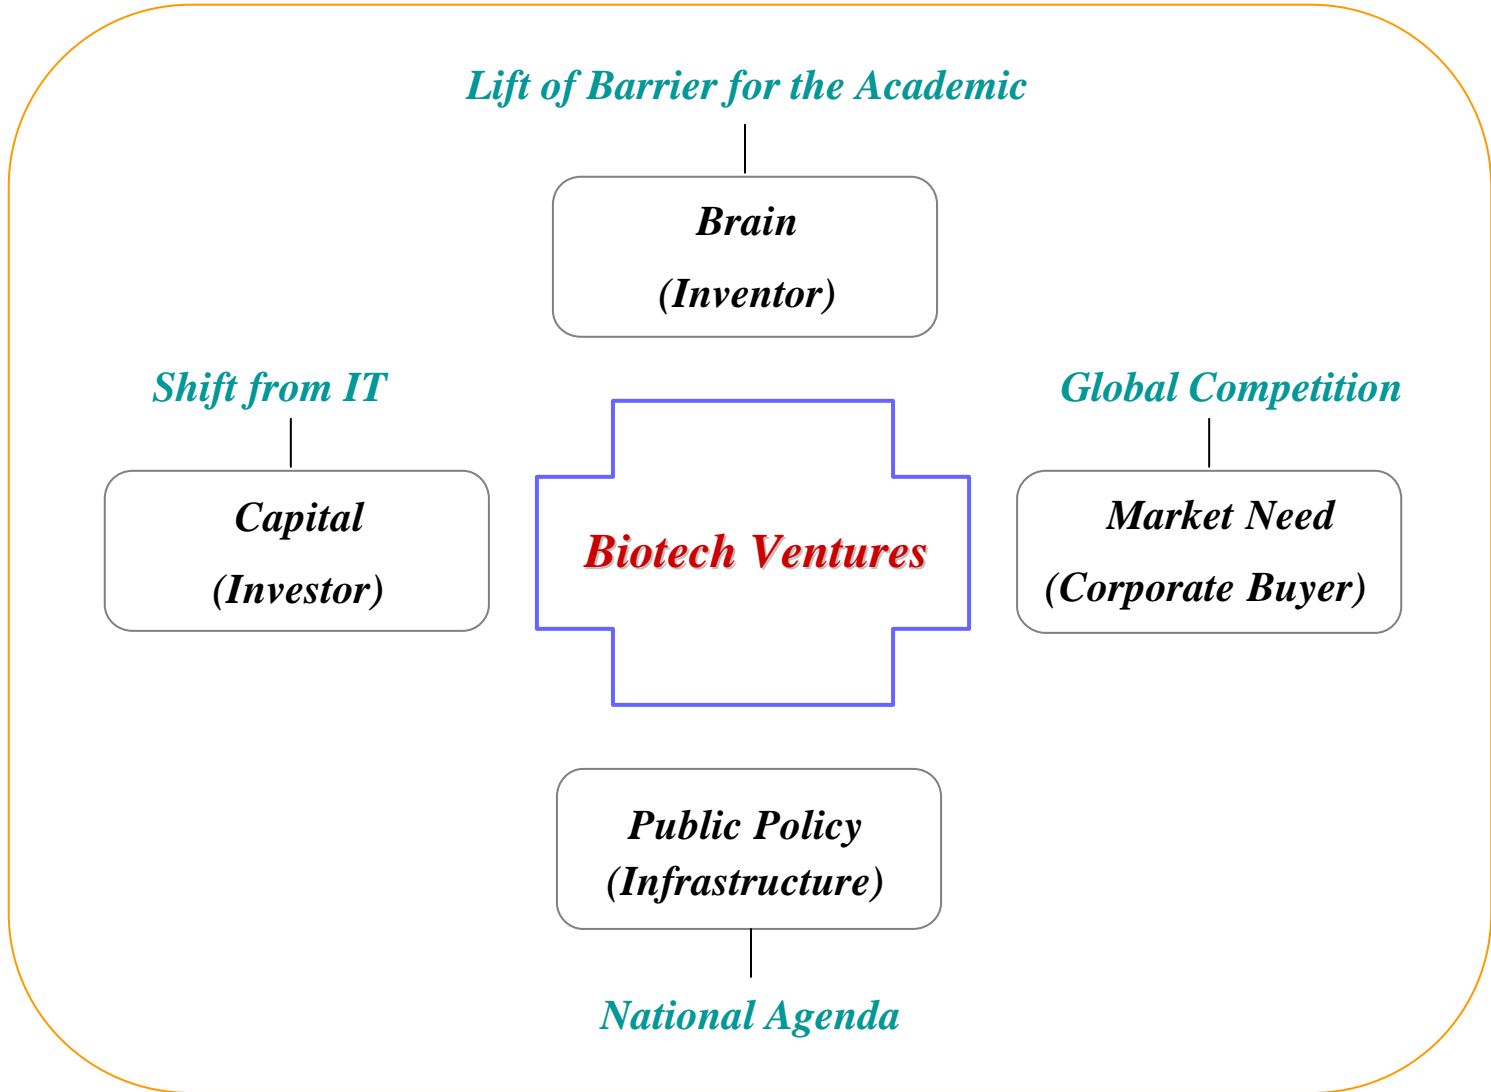 Lift of Barrier for the Academic
Brain
(Inventor)
Shift from IT
Global Competition
Capital
(Investor)
Biotech Ventures
Market Need
(Corporate Buyer)
Public Policy
(Infrastructure)
National Agenda